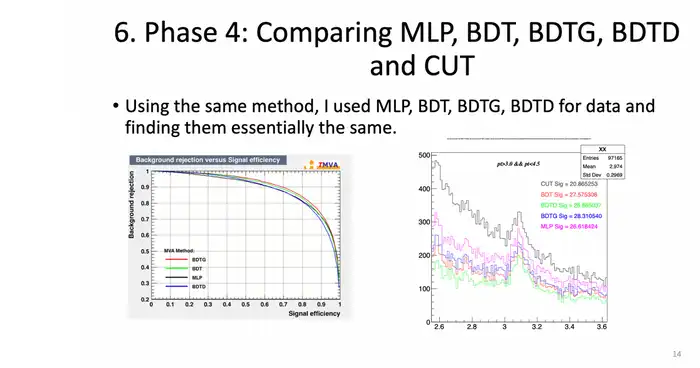 6. Phase 4: Comparing MLP, BDT, BDTG, BDTD
and CUT
• Using the same method, I used MLP, BDT, BDTG, BDTD for data and
finding them essentially the same.
Background rejection versus Signal efficiency
TMVA
Background rejection
1
0.9
0.8
0.7
0.6
0.5
0.4
0.3
0.2
MVA Method:
BDTG
BDT
MLP
BDTD
0 0.1 0.2 0.3 0.4 0.5 0.6 0.7 0.8 0.9 1
Signal efficiency
XX
Entries 97165
Mean 2.974
Std Dev 0.2969
pt>3.0 && pt<4.5
CUT Sig = 20.865253
BDT Sig = 27.575306
BDTG Sig = 28.310540
MLP Sig = 26.618424
500
400
300
200
100
0
2.6 2.8 3 3.2 3.4 3.6
14